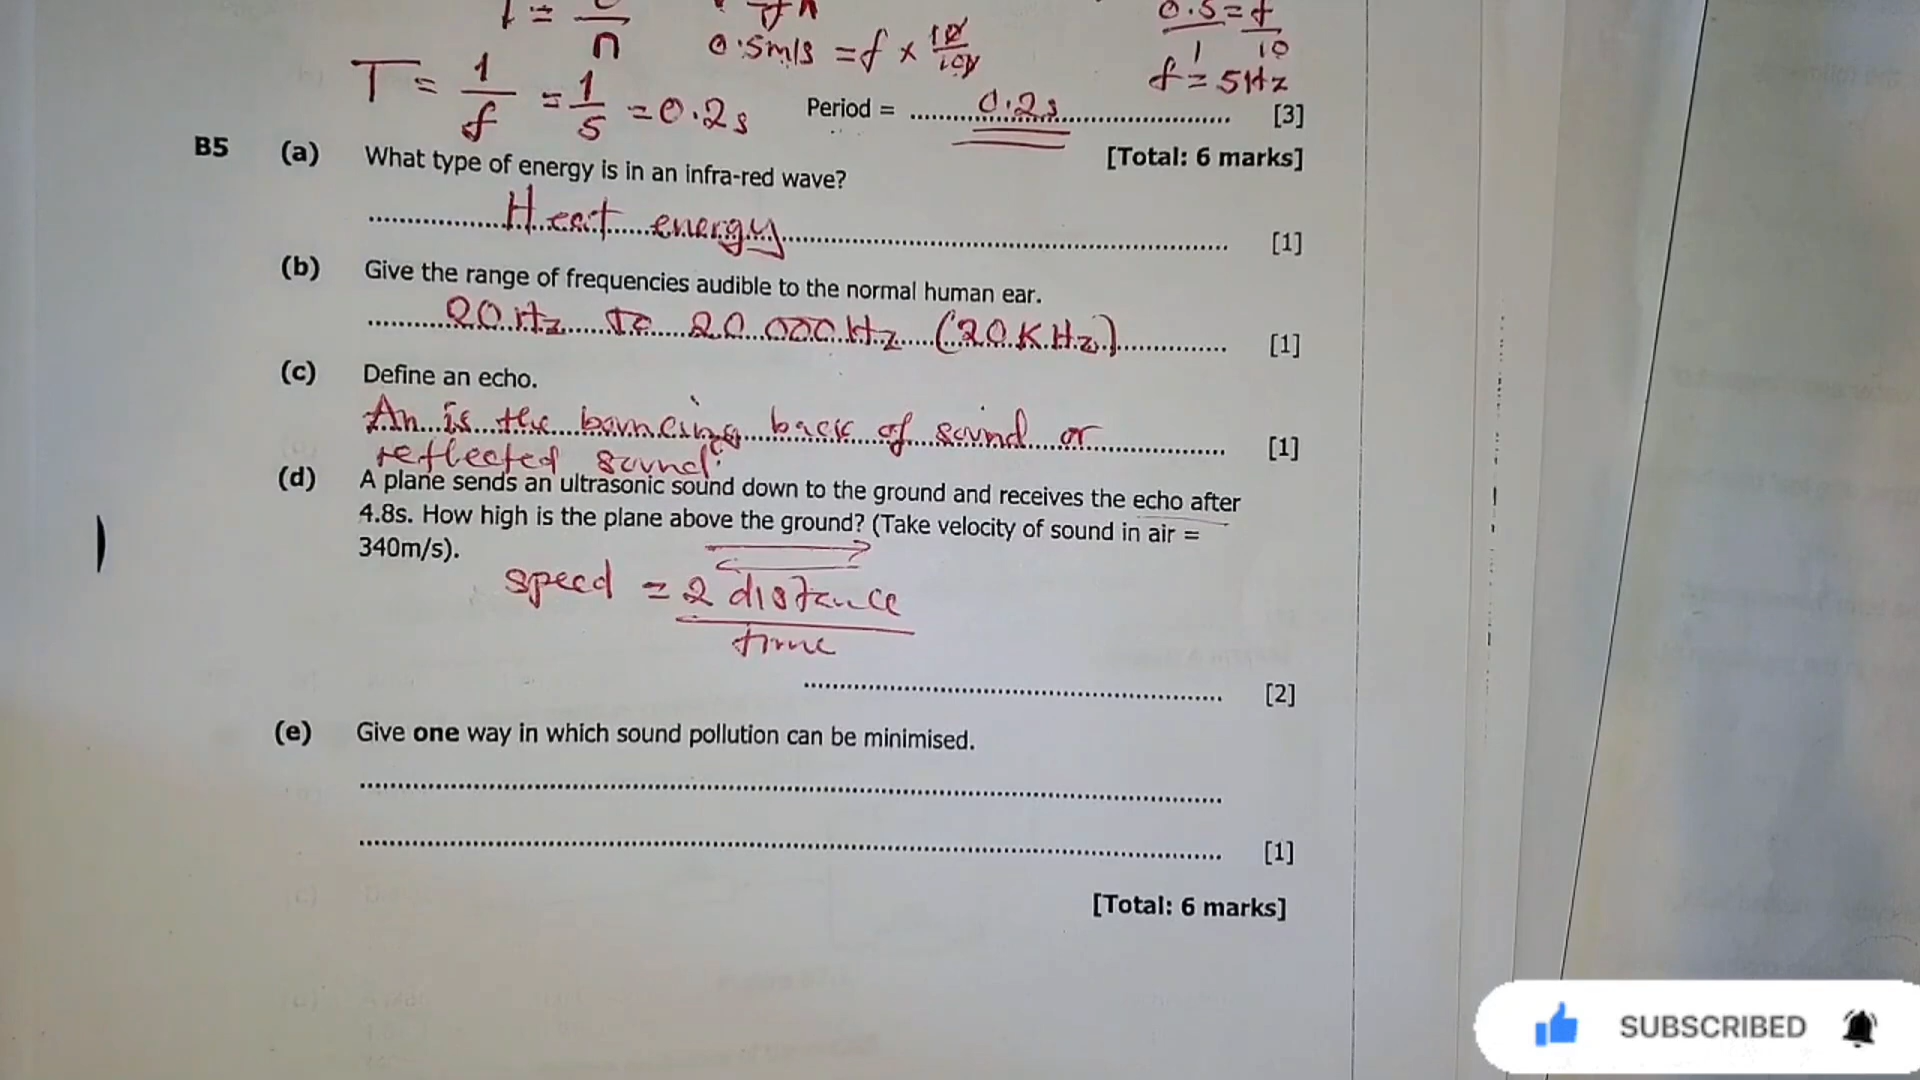 = / n
0.5m/s = f × 10/100
0.5 = f
1 10
f = 5Hz
T = 1/f = 1/5 = 0.2s
Period = 0.2s [3]
[Total: 6 marks]
B5 (a) What type of energy is in an infra-red wave?
Heat energy [1]
(b) Give the range of frequencies audible to the normal human ear.
20Hz to 20 000Hz (20KHz) [1]
(c) Define an echo.
An is the bouncing back of sound or [1]
reflected sound.
(d) A plane sends an ultrasonic sound down to the ground and receives the echo after
4.8s. How high is the plane above the ground? (Take velocity of sound in air =
340m/s).
speed = 2 distance
time
[2]
(e) Give one way in which sound pollution can be minimised.
[1]
[Total: 6 marks]
SUBSCRIBED